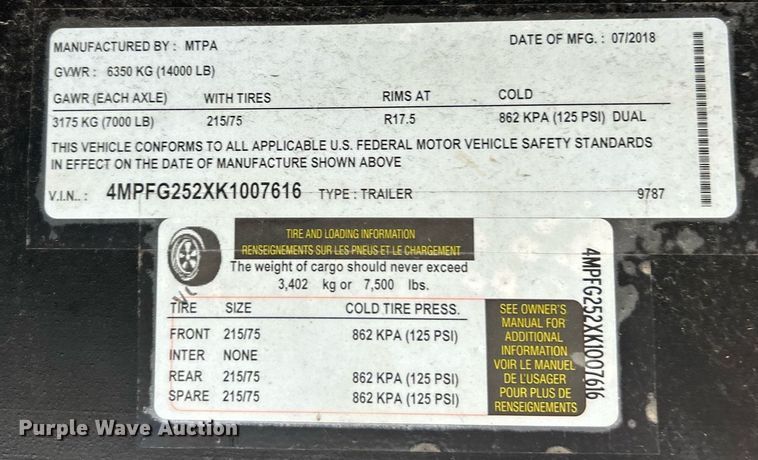 MANUFACTURED BY : MTPA DATE OF MFG. : 07/2018
GVWR : 6350 KG (14000 LB)
GAWR (EACH AXLE) WITH TIRES RIMS AT COLD
3175 KG (7000 LB) 215/75 R17.5 862 KPA (125 PSI) DUAL
THIS VEHICLE CONFORMS TO ALL APPLICABLE U.S. FEDERAL MOTOR VEHICLE SAFETY STANDARDS
IN EFFECT ON THE DATE OF MANUFACTURE SHOWN ABOVE
V.I.N.. : 4MPFG252XK1007616 TYPE : TRAILER 9787
TIRE AND LOADING INFORMATION
RENSEIGNEMENTS SUR LES PNEUS ET LE CHARGEMENT
The weight of cargo should never exceed
3,402 kg or 7,500 lbs.
TIRE SIZE COLD TIRE PRESS.
FRONT 215/75 862 KPA (125 PSI)
INTER NONE
REAR 215/75 862 KPA (125 PSI)
SPARE 215/75 862 KPA (125 PSI)
SEE OWNER'S
MANUAL FOR
ADDITIONAL
INFORMATION
VOIR LE MANUEL
DE L'USAGER
POUR PLUS DE
RENSEIGNEMENTS
4MPFG252XK1007616
Purple Wave Auction